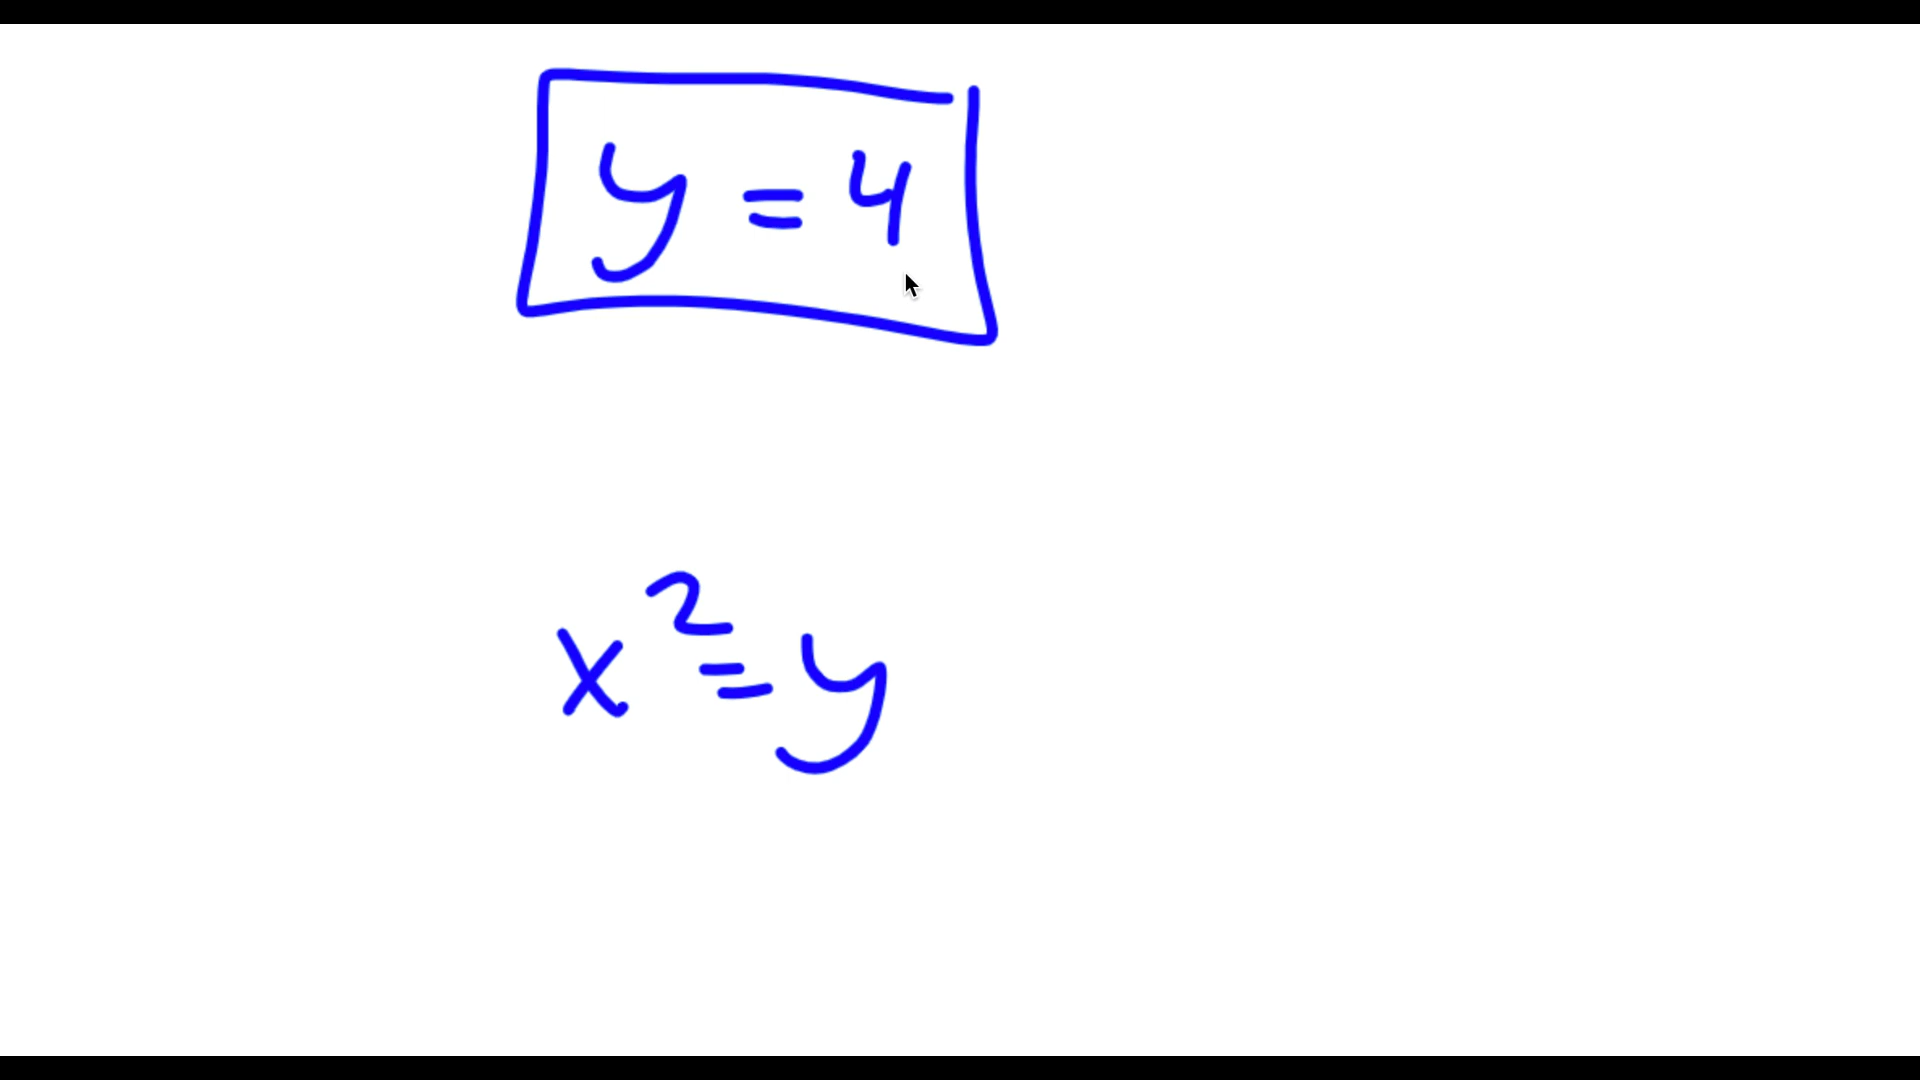 y = 4
x² = y